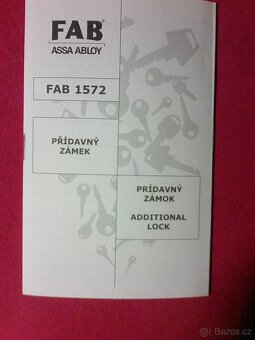 FAB®
ASSA ABLOY
FAB 1572
PŘÍDAVNÝ
ZÁMEK
PRÍDAVNÝ
ZÁMOK
ADDITIONAL
LOCK
Bazos.cz